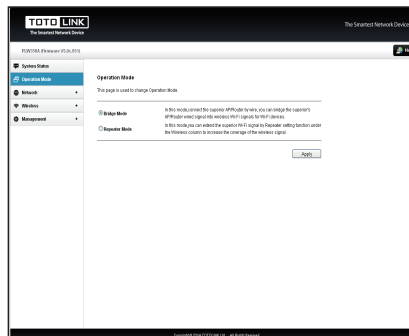 TOTO LINK
The Smartest Network Device
The Smartest Network Device
System Status
Operation Mode
Network +
Wireless +
Management +
Operation Mode
This page is used to change Operation Mode.
Bridge Mode
In this mode,connect the superior AP/Router by wire, you can bridge the superior's
AP/Router wired signal into wireless Wi-Fi signals for Wi-Fi devices.
Repeater Mode
In this mode,you can extend the superior Wi-Fi signal by Repeater setting function under
the Wireless column to increase the coverage of the wireless signal.
Apply